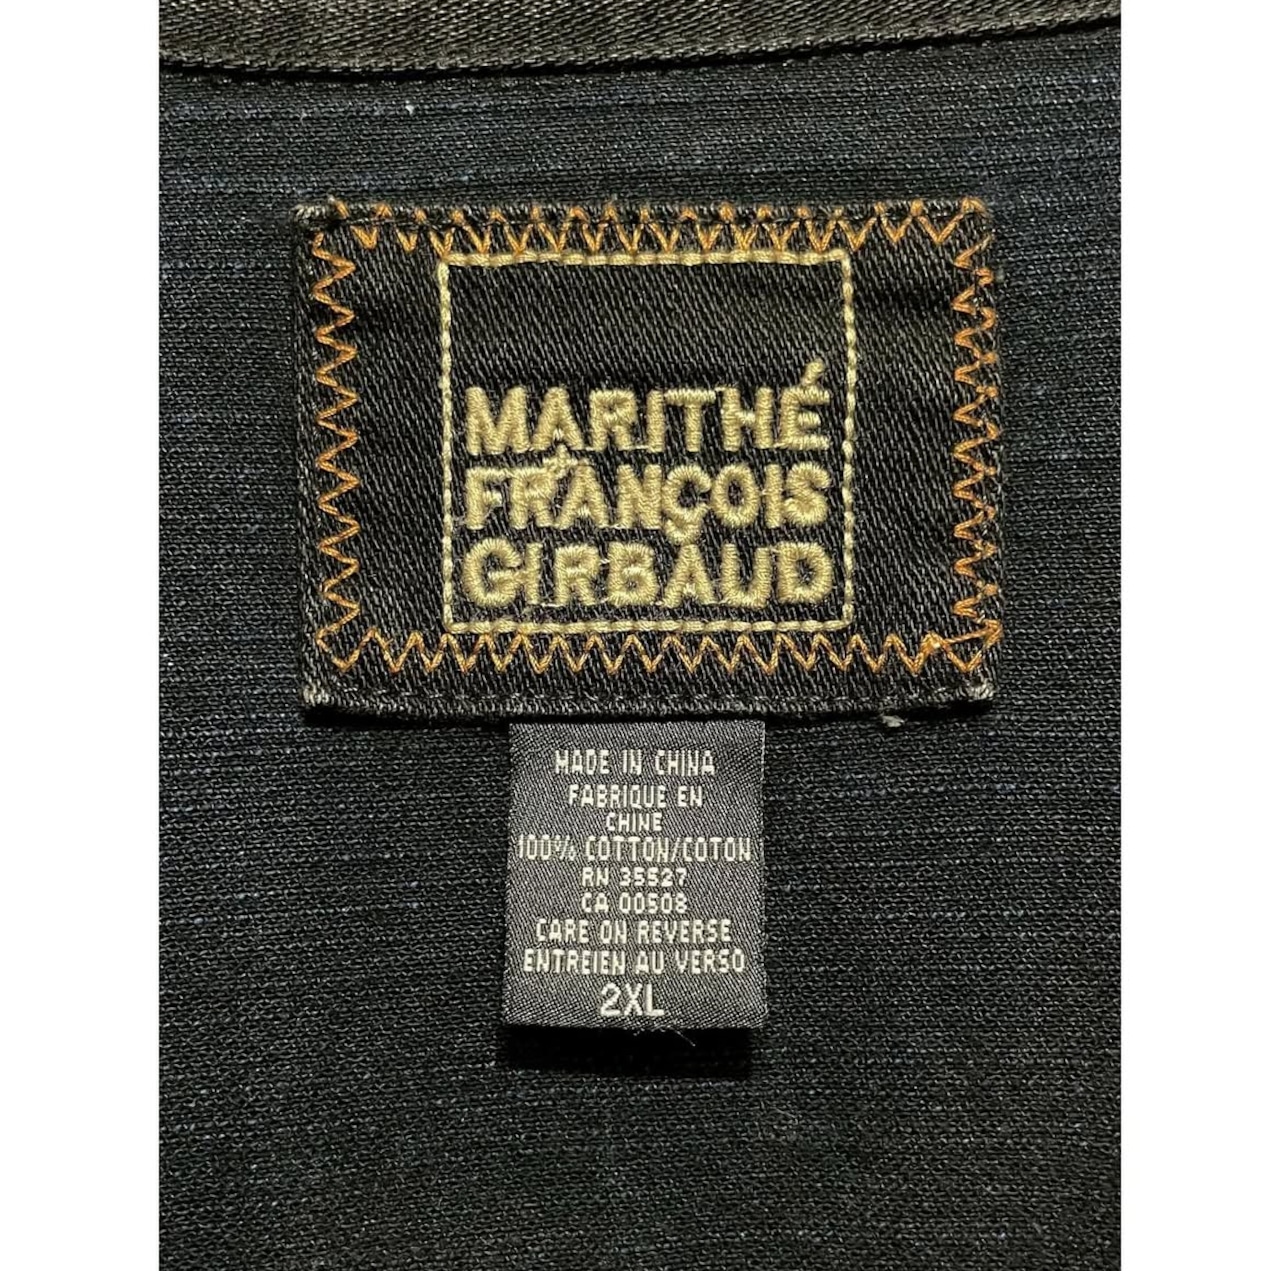 MARITHÉ
+
FRANÇOIS
GIRBAUD
MADE IN CHINA
FABRIQUE EN
CHINE
100% COTTON/COTON
RN 35527
CA 00508
CARE ON REVERSE
ENTREIEN AU VERSO
2XL